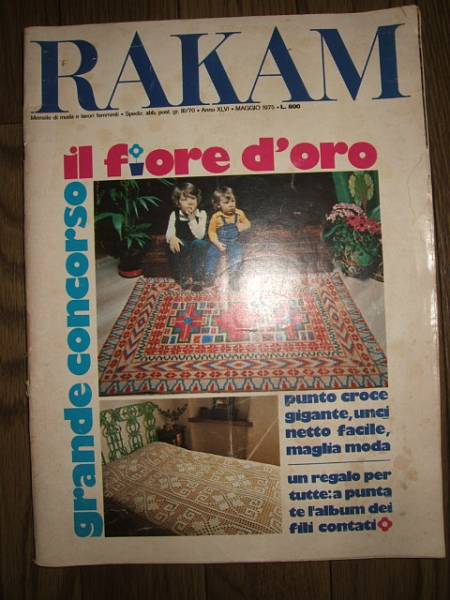 RAKAM
Mensile di moda e lavori femminili • Spediz. abb. post. gr. III/70 • Anno XLVI • MAGGIO 1975 • L. 800
il fiore d'oro
grande concorso
punto croce
gigante, unci
netto facile,
maglia moda
un regalo per
tutte: a punta
te l'album dei
fili contati